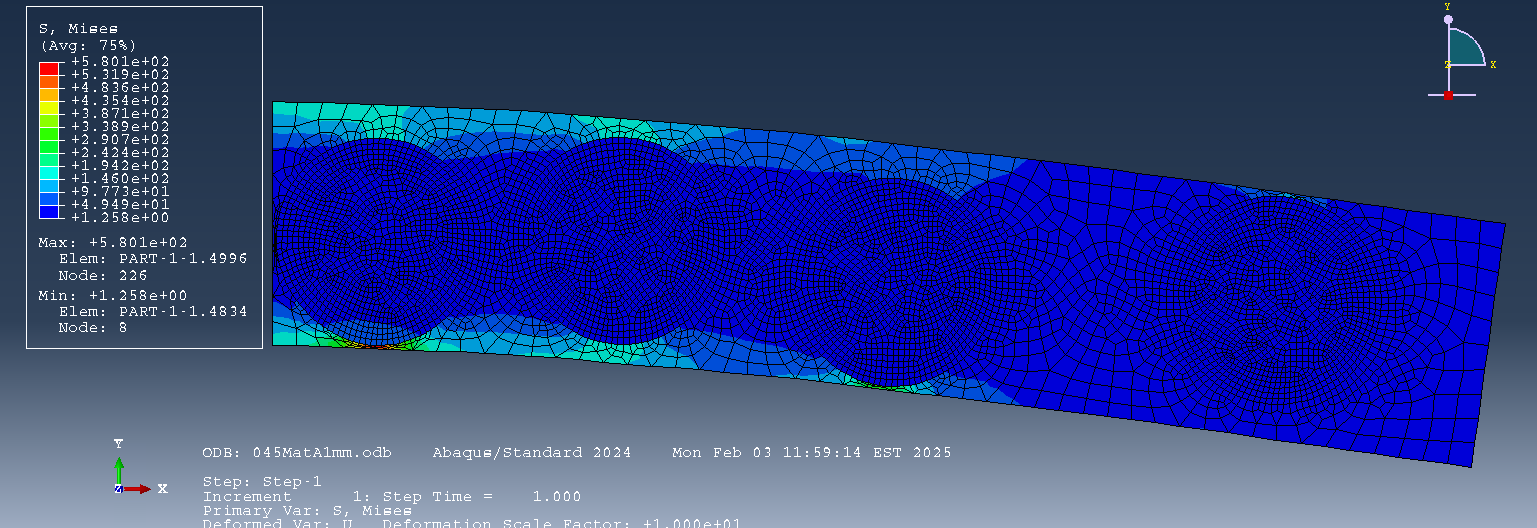 S, Mises
(Avg: 75%)
+5.801e+02
+5.319e+02
+4.836e+02
+4.354e+02
+3.871e+02
+3.389e+02
+2.907e+02
+2.424e+02
+1.942e+02
+1.460e+02
+9.773e+01
+4.949e+01
+1.258e+00
Max: +5.801e+02
Elem: PART-1-1.4996
Node: 226
Min: +1.258e+00
Elem: PART-1-1.4834
Node: 8
Y
Z
X
Y
Z
X
ODB: 045MatA1mm.odb    Abaqus/Standard 2024    Mon Feb 03 11:59:14 EST 2025
Step: Step-1
Increment      1: Step Time =    1.000
Primary Var: S, Mises
Deformed Var: U   Deformation Scale Factor: +1.000e+01